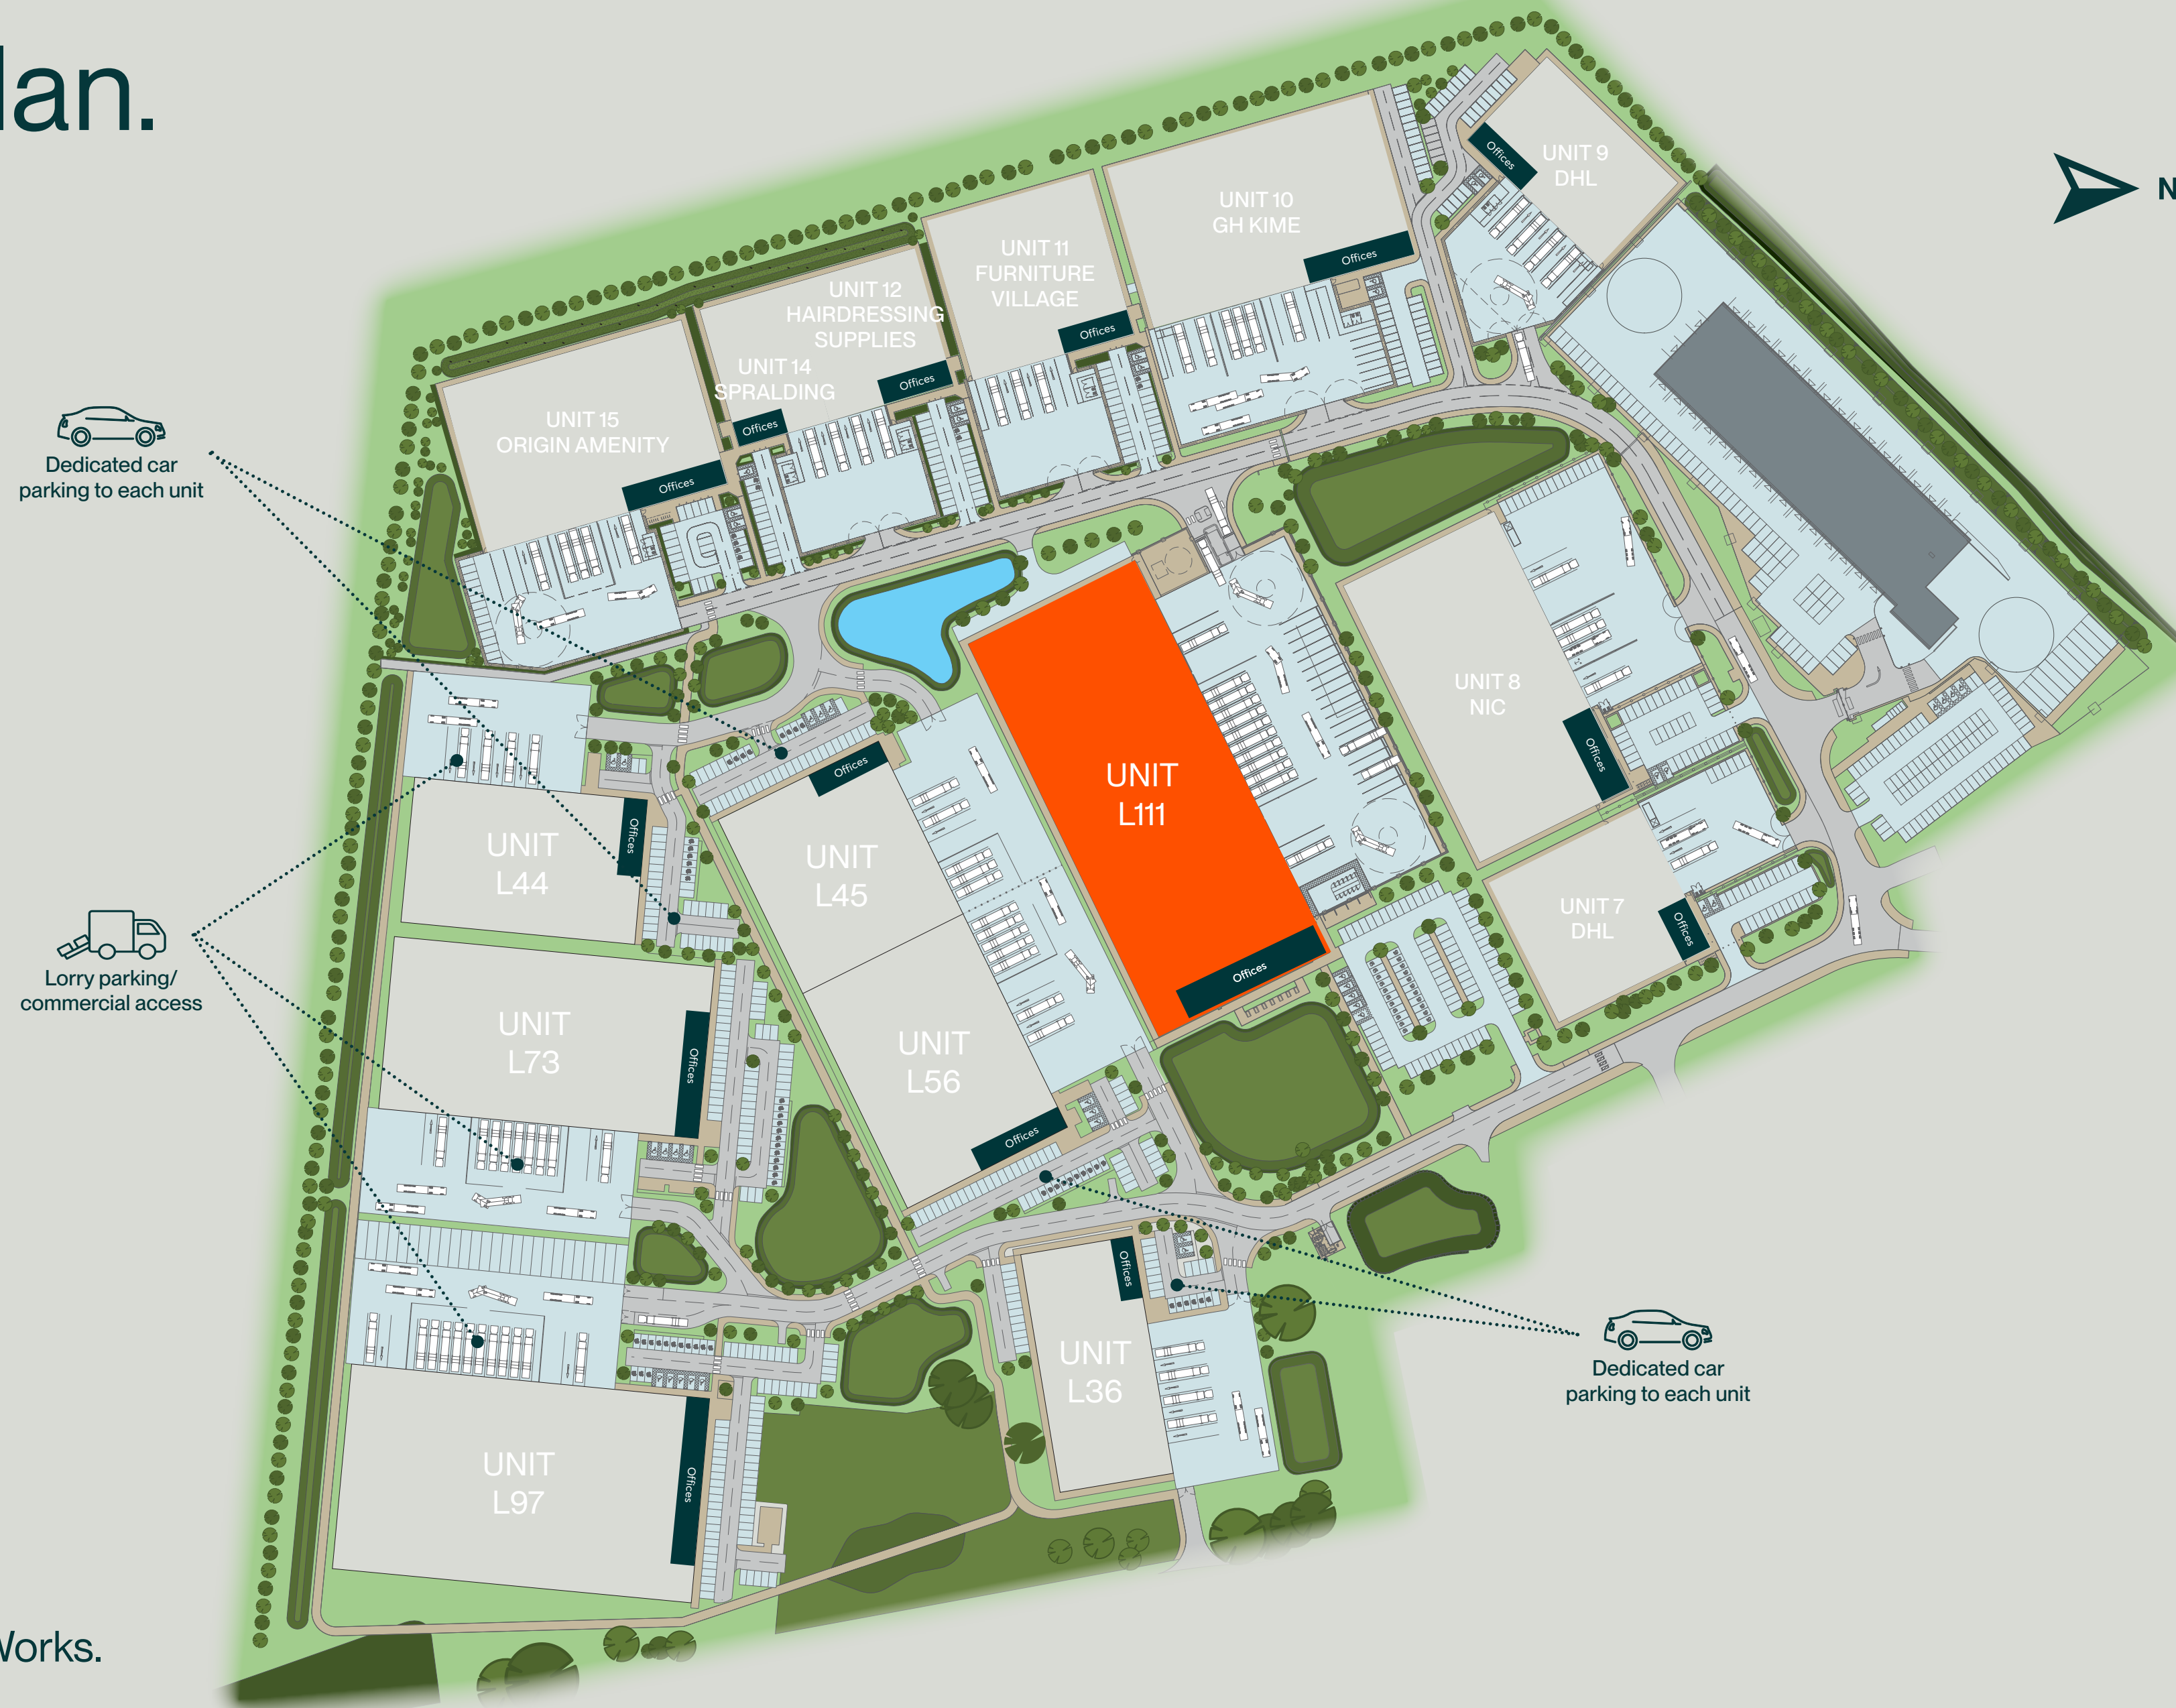 lan.
N
UNIT 9
DHL
Offices
UNIT 10
GH KIME
Offices
UNIT 11
FURNITURE
VILLAGE
Offices
UNIT 12
HAIRDRESSING
SUPPLIES
Offices
UNIT 14
SPRALDING
Offices
UNIT 15
ORIGIN AMENITY
Offices
Dedicated car
parking to each unit
UNIT
L111
Offices
UNIT 8
NIC
Offices
UNIT 7
DHL
Offices
UNIT
L45
Offices
UNIT
L44
Offices
Lorry parking/
commercial access
UNIT
L73
Offices
UNIT
L56
Offices
UNIT
L36
Offices
Dedicated car
parking to each unit
UNIT
L97
Offices
Works.